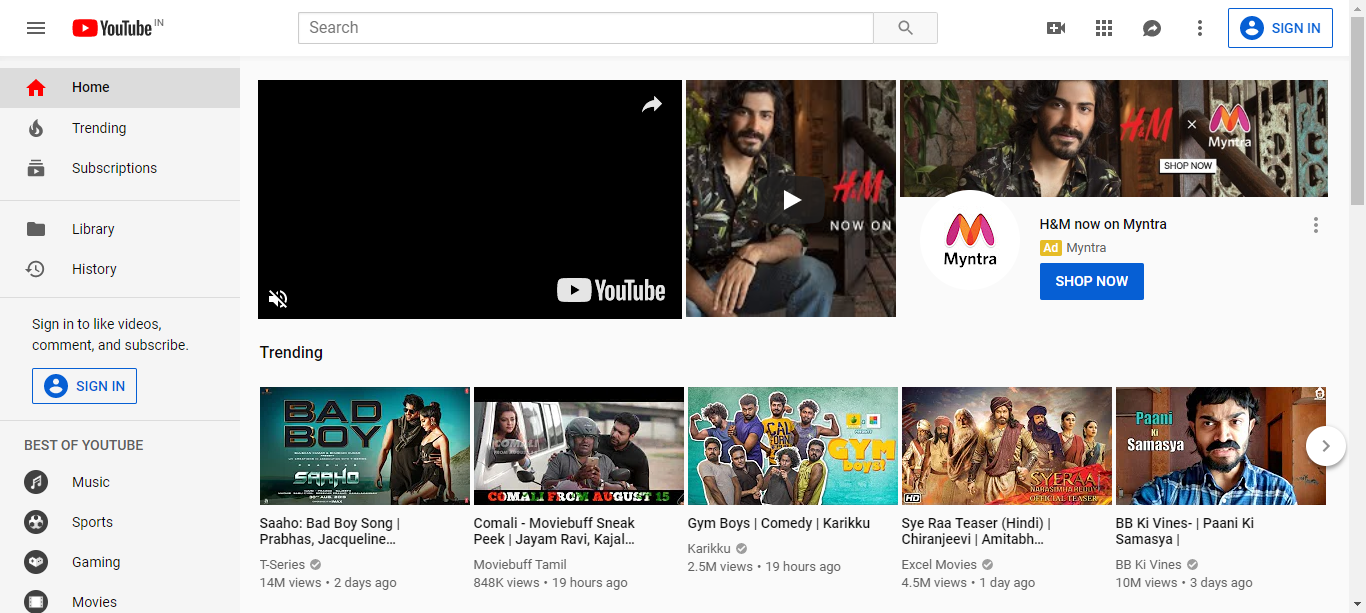 YouTube IN
Search
SIGN IN
Home
Trending
Subscriptions
Library
History
Sign in to like videos,
comment, and subscribe.
SIGN IN
BEST OF YOUTUBE
Music
Sports
Gaming
Movies
YouTube
H&M
NOW ON
H&M × Myntra
SHOP NOW
Myntra
H&M now on Myntra
Ad Myntra
SHOP NOW
Trending
BAD
BOY
SAAHO
Saaho: Bad Boy Song |
Prabhas, Jacqueline...
T-Series
14M views • 2 days ago
COMALI FROM AUGUST 15
Comali - Moviebuff Sneak
Peek | Jayam Ravi, Kajal...
Moviebuff Tamil
848K views • 19 hours ago
GYM
boys!
Gym Boys | Comedy | Karikku
Karikku
2.5M views • 19 hours ago
SYERAA
NARASIMHA REDDY
OFFICIAL TEASER
HD
Sye Raa Teaser (Hindi) |
Chiranjeevi | Amitabh...
Excel Movies
4.5M views • 1 day ago
Paani
Ki
Samasya
BB Ki Vines- | Paani Ki
Samasya |
BB Ki Vines
10M views • 3 days ago